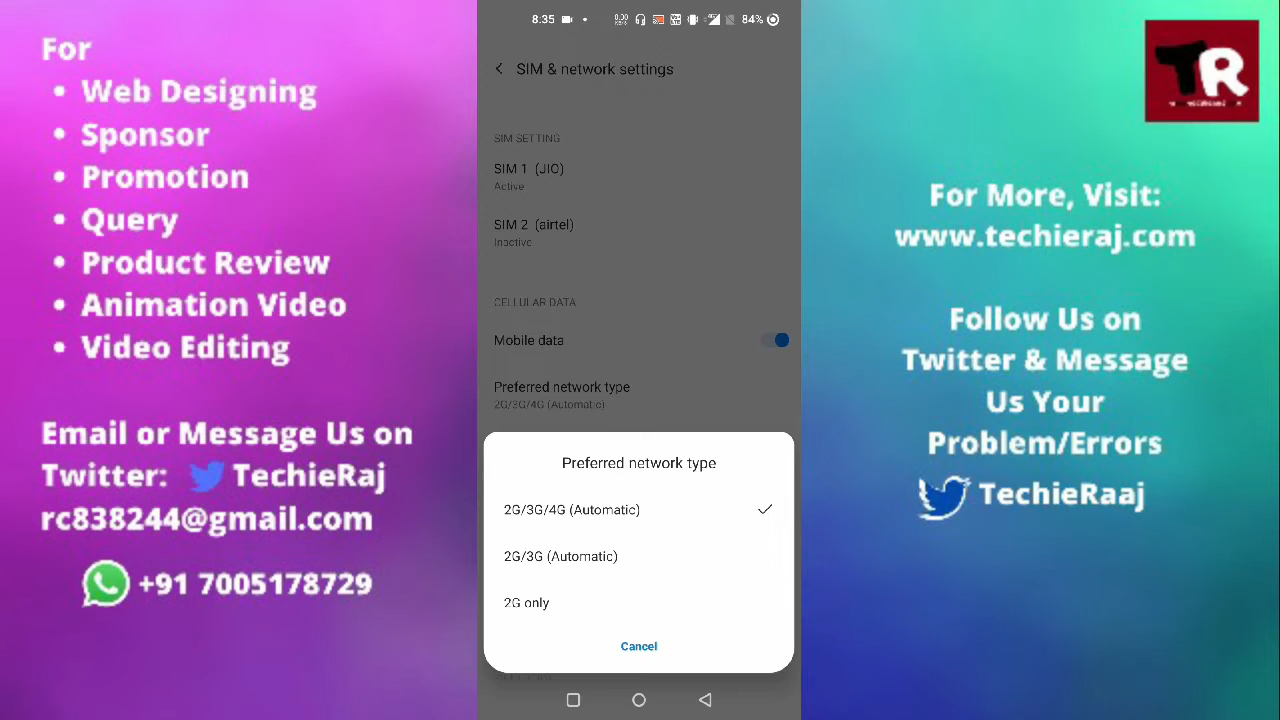 For
• Web Designing
• Sponsor
• Promotion
• Query
• Product Review
• Animation Video
• Video Editing
Email or Message Us on
Twitter: TechieRaj
rc838244@gmail.com
+91 7005178729
8:35
0.00
84%
SIM & network settings
SIM SETTING
SIM 1 (JIO)
Active
SIM 2 (airtel)
Inactive
CELLULAR DATA
Mobile data
Preferred network type
2G/3G/4G (Automatic)
Preferred network type
2G/3G/4G (Automatic)
2G/3G (Automatic)
2G only
Cancel
TR
For More, Visit:
www.techieraj.com
Follow Us on
Twitter & Message
Us Your
Problem/Errors
TechieRaaj